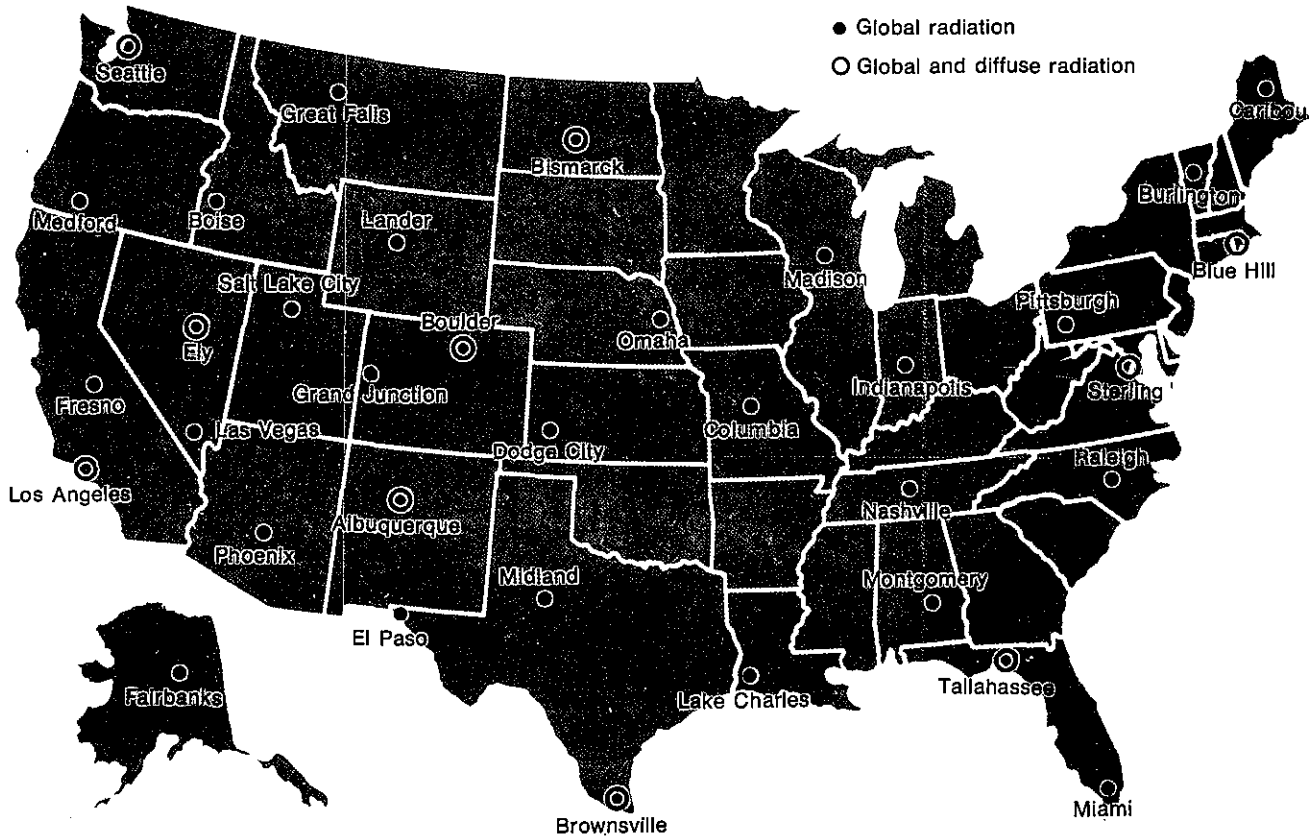 Global radiation
Global and diffuse radiation
Seattle
Great Falls
Caribou
Bismarck
Burlington
Medford
Boise
Lander
Madison
Blue Hill
Salt Lake City
Pittsburgh
Boulder
Omaha
Ely
Indianapolis
Sterling
Grand Junction
Fresno
Las Vegas
Columbia
Dodge City
Raleigh
Los Angeles
Albuquerque
Nashville
Phoenix
Midland
Montgomery
El Paso
Tallahassee
Fairbanks
Lake Charles
Miami
Brownsville